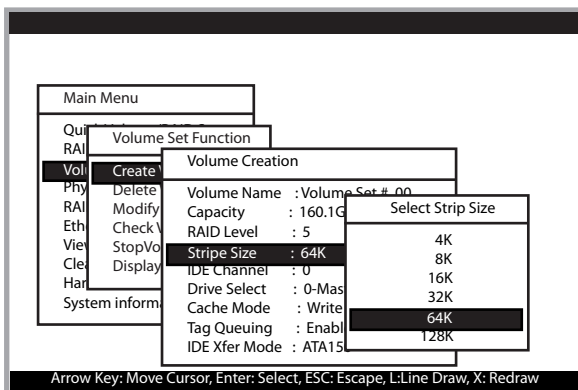 Main Menu
Qui
RAI
Volu
Phy
RAI
Eth
View
Clea
Har
System informa
Volume Set Function
Create V
Delete
Modify
Check V
StopVo
Display
Volume Creation
Volume Name : Volume Set # 00
Capacity : 160.1G
RAID Level : 5
Stripe Size : 64K
IDE Channel : 0
Drive Select : 0-Mas
Cache Mode : Write
Tag Queuing : Enabl
IDE Xfer Mode : ATA15
Select Strip Size
4K
8K
16K
32K
64K
128K
Arrow Key: Move Cursor, Enter: Select, ESC: Escape, L:Line Draw, X: Redraw